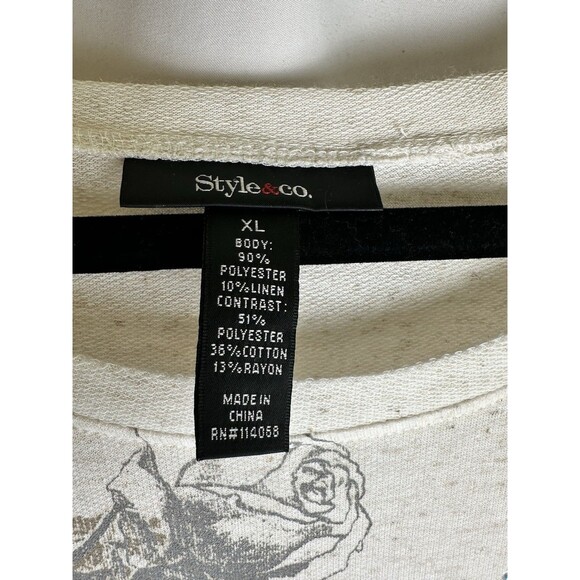 Style&co.
XL
BODY:
90%
POLYESTER
10%LINEN
CONTRAST:
51%
POLYESTER
36%COTTON
13%RAYON
MADE IN
CHINA
RN#114068